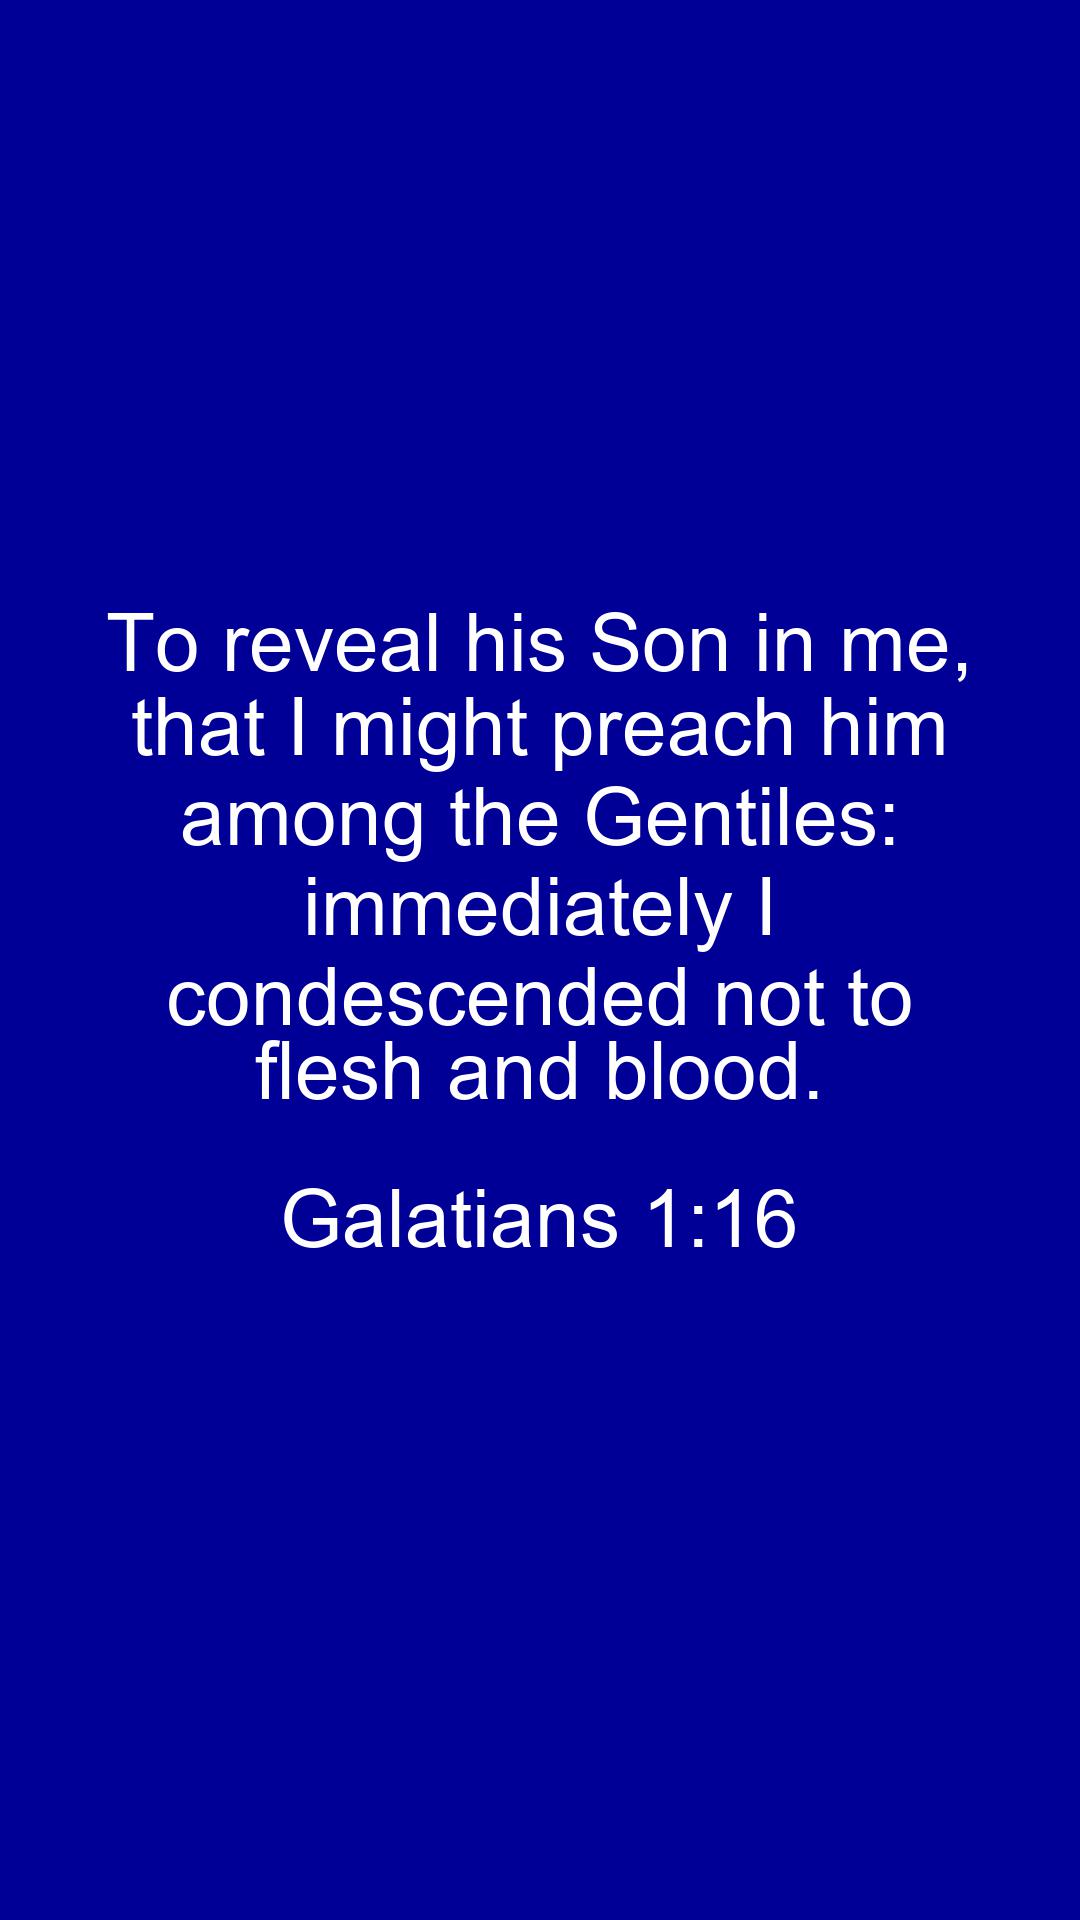 To reveal his Son in me,
that I might preach him
among the Gentiles:
immediately I
condescended not to
flesh and blood.
Galatians 1:16